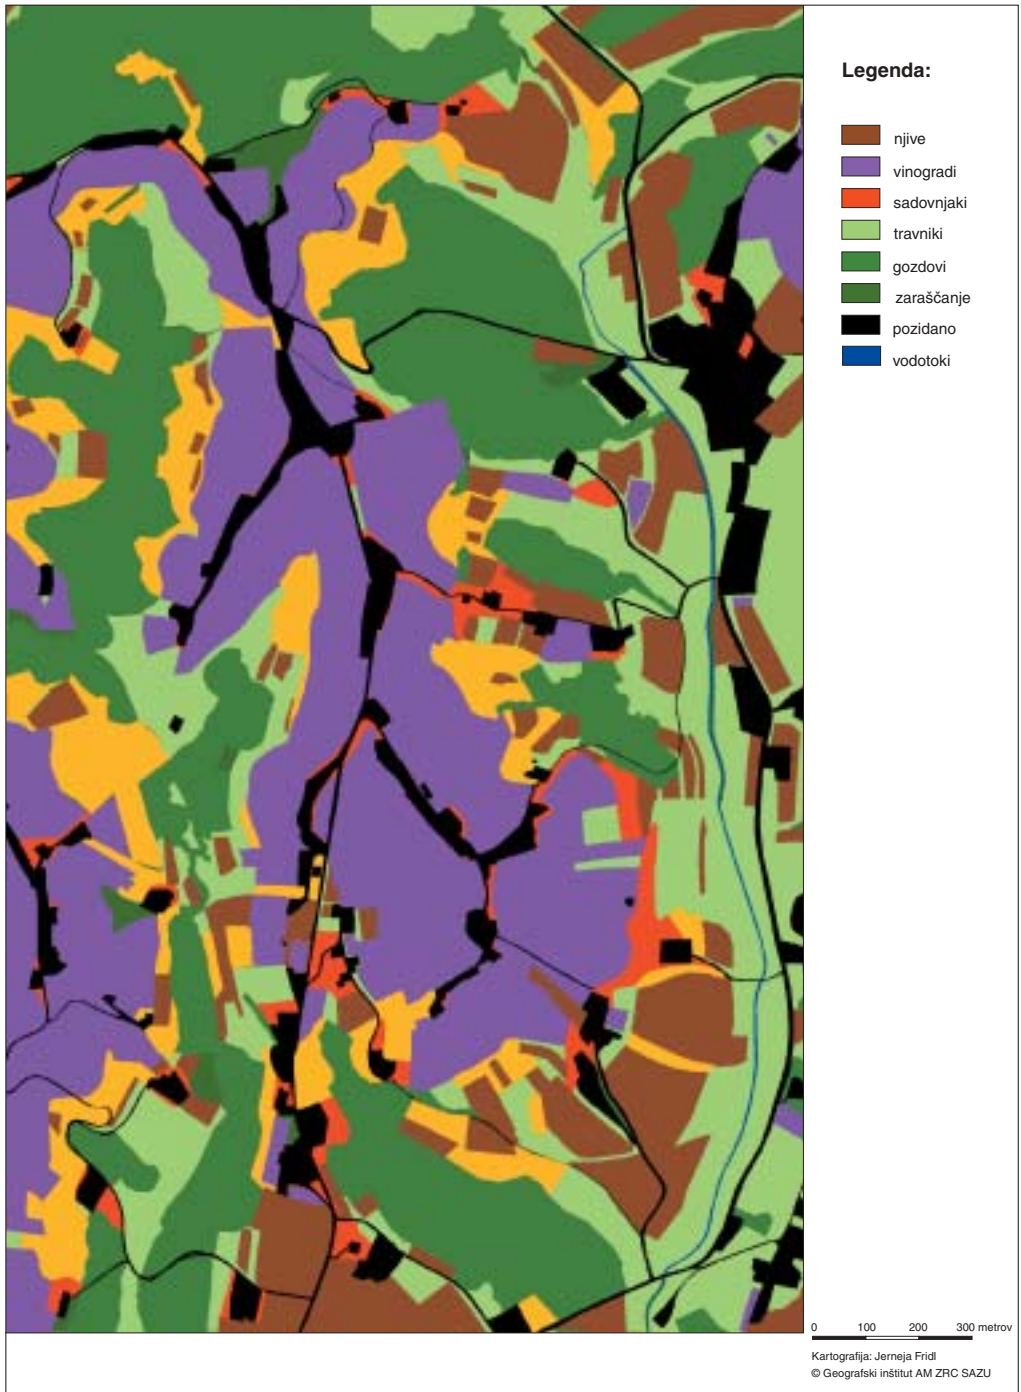 Legenda:
njive
vinogradi
sadovnjaki
travniki
gozdovi
zaraščanje
pozidano
vodotoki
0 100 200 300 metrov
Kartografija: Jerneja Fridl
© Geografski inštitut AM ZRC SAZU